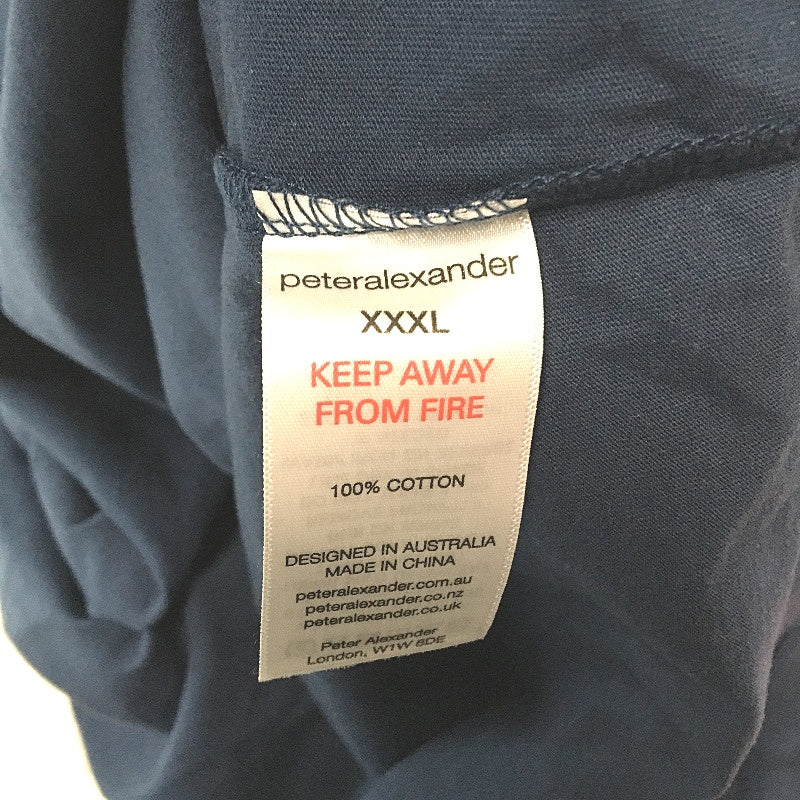 peteralexander
XXXL
KEEP AWAY
FROM FIRE
100% COTTON
DESIGNED IN AUSTRALIA
MADE IN CHINA
peteralexander.com.au
peteralexander.co.nz
peteralexander.co.uk
Peter Alexander
London, W1W 6DE